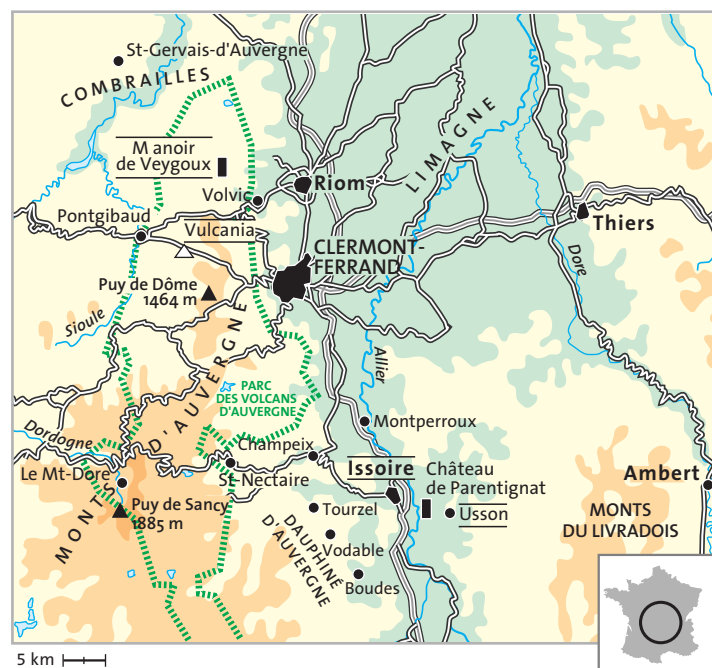 St-Gervais-d'Auvergne
COMBRAILLES
LIMAGNE
Manoir
de Veygoux
Riom
Volvic
Thiers
Pontgibaud
Vulcania
CLERMONT-
FERRAND
Dore
Puy de Dôme
1464 m
Sioule
Allier
MONTS D'AUVERGNE
PARC
DES VOLCANS
D'AUVERGNE
Montperroux
Dordogne
Champeix
Issoire
Château
de Parentignat
Ambert
Le Mt-Dore
St-Nectaire
Puy de Sancy
1885 m
Tourzel
Usson
MONTS
DU LIVRADOIS
DAUPHINÉ
D'AUVERGNE
Vodable
Boudes
5 km